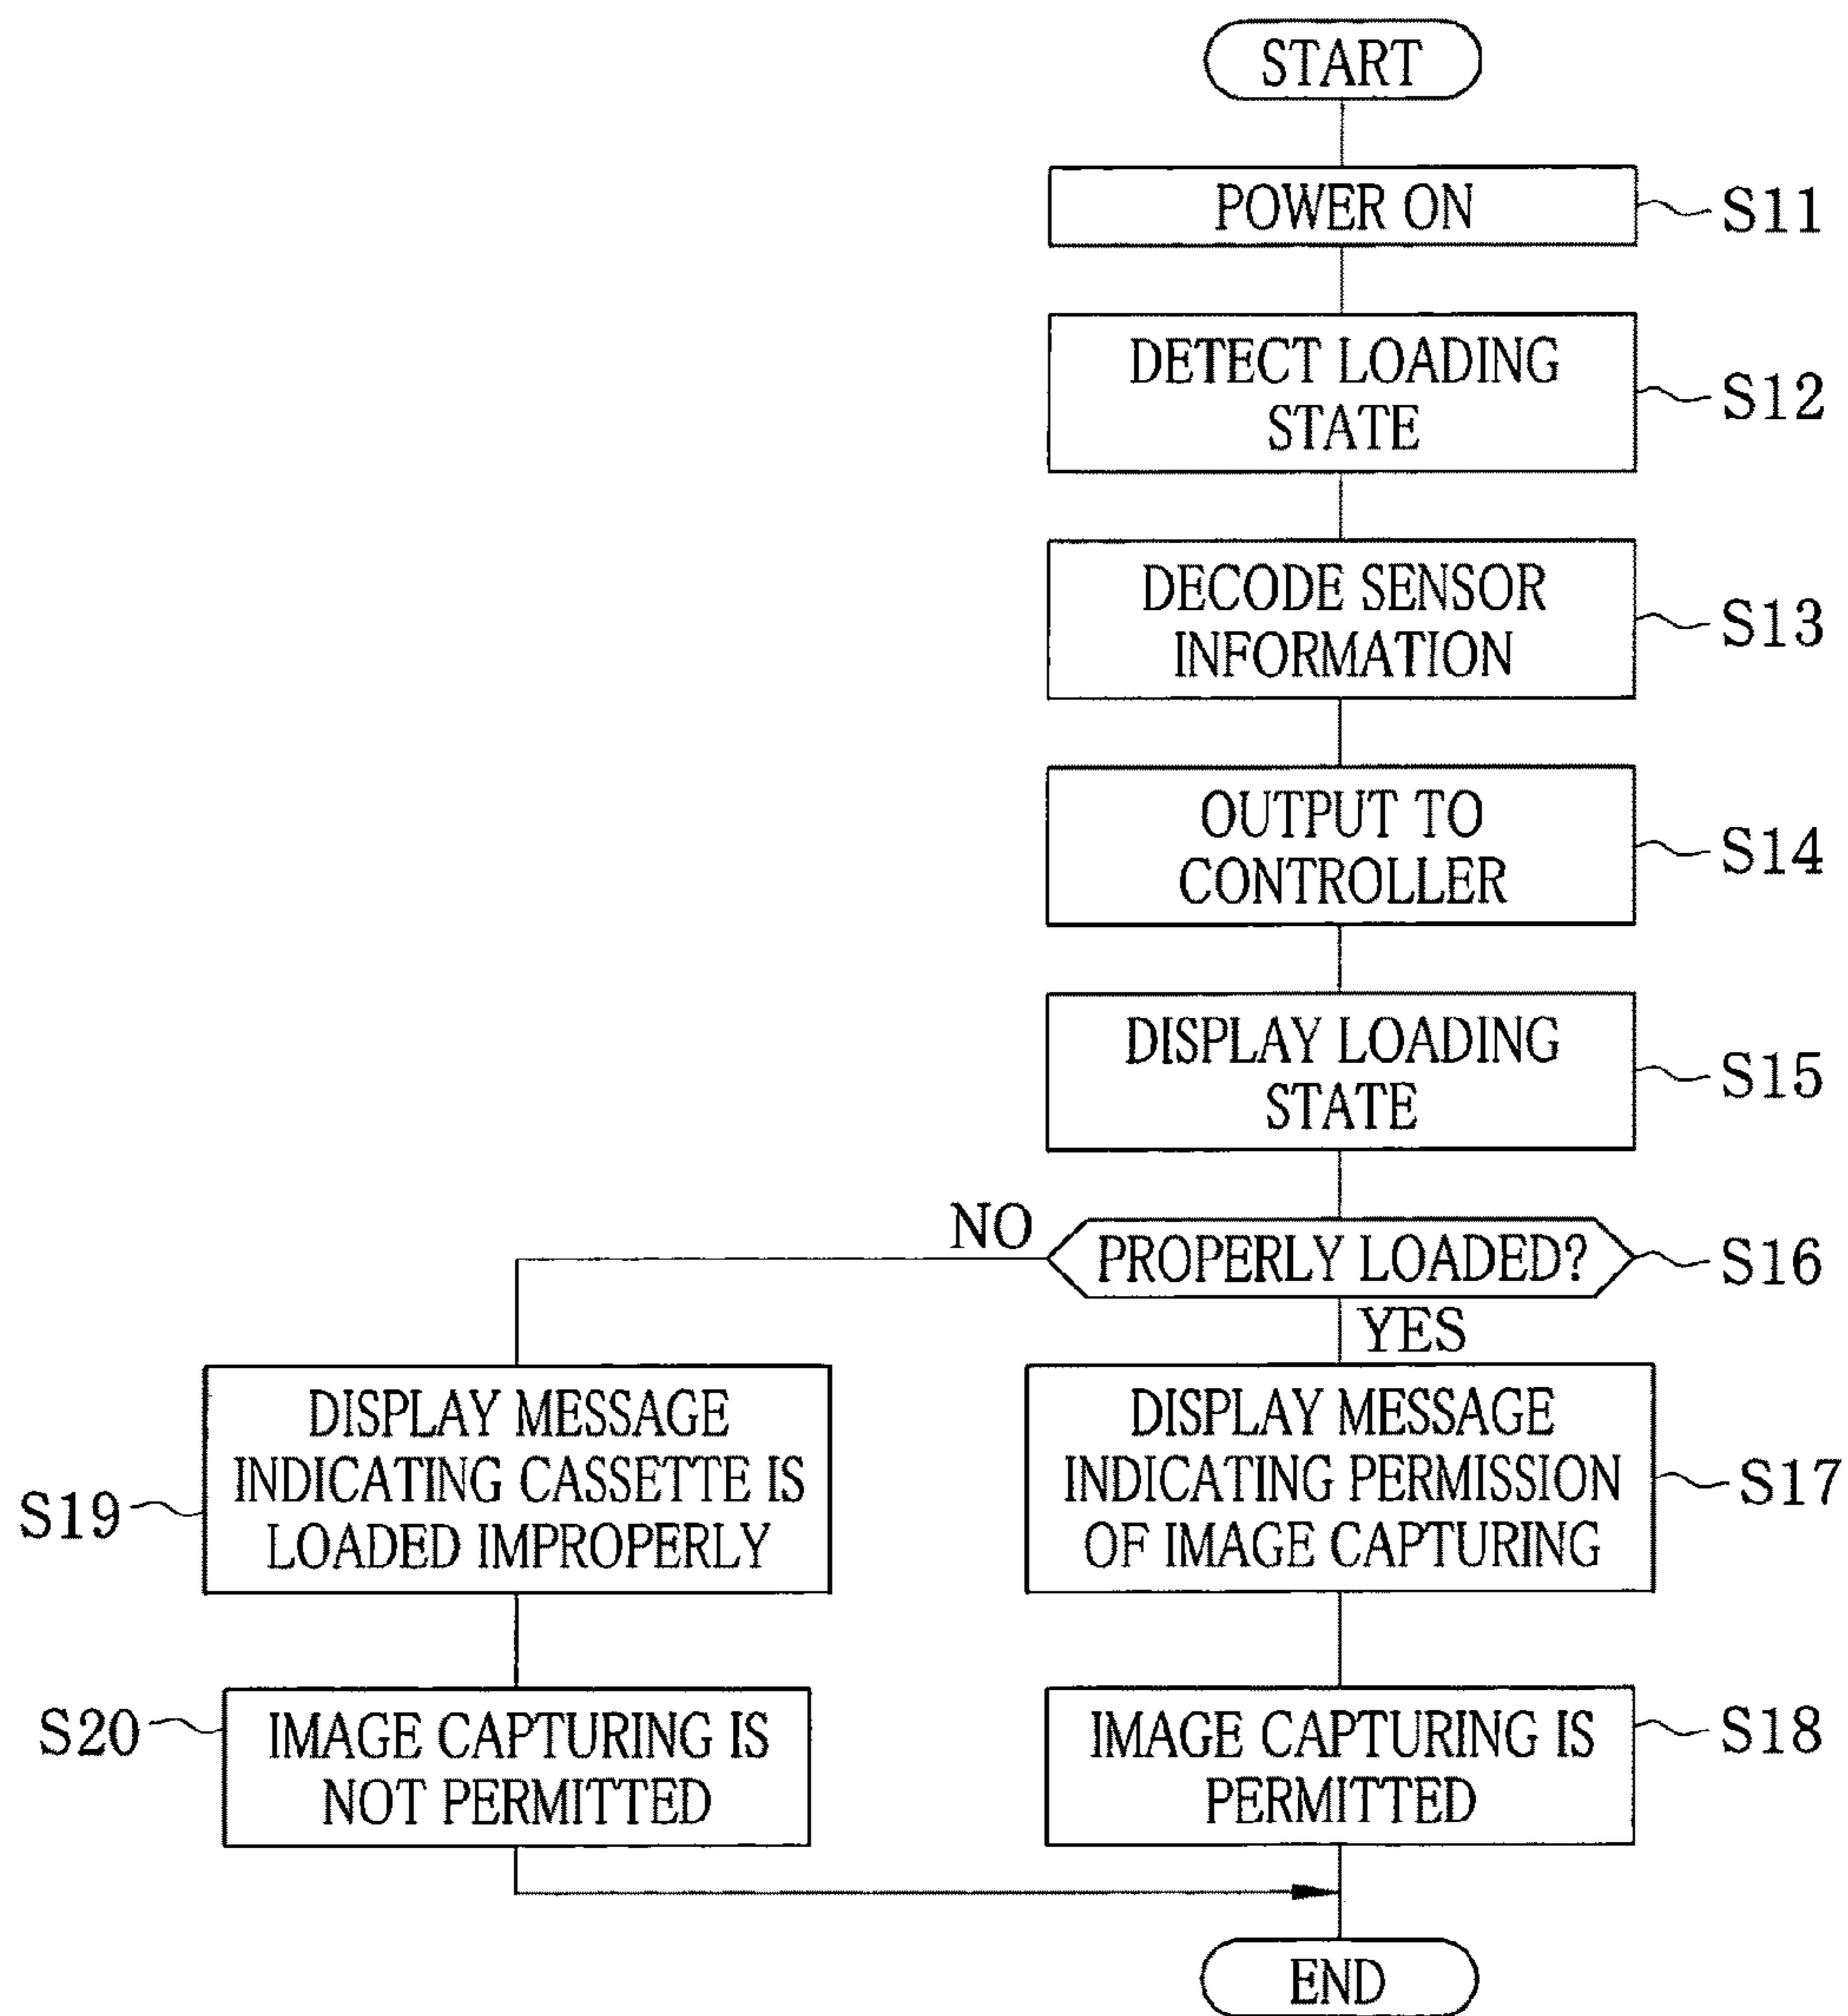 START
POWER ON
S11
DETECT LOADING
STATE
S12
DECODE SENSOR
INFORMATION
S13
OUTPUT TO
CONTROLLER
S14
DISPLAY LOADING
STATE
S15
NO
PROPERLY LOADED?
S16
YES
DISPLAY MESSAGE
INDICATING CASSETTE IS
LOADED IMPROPERLY
S19
DISPLAY MESSAGE
INDICATING PERMISSION
OF IMAGE CAPTURING
S17
S20
IMAGE CAPTURING IS
NOT PERMITTED
IMAGE CAPTURING IS
PERMITTED
S18
END